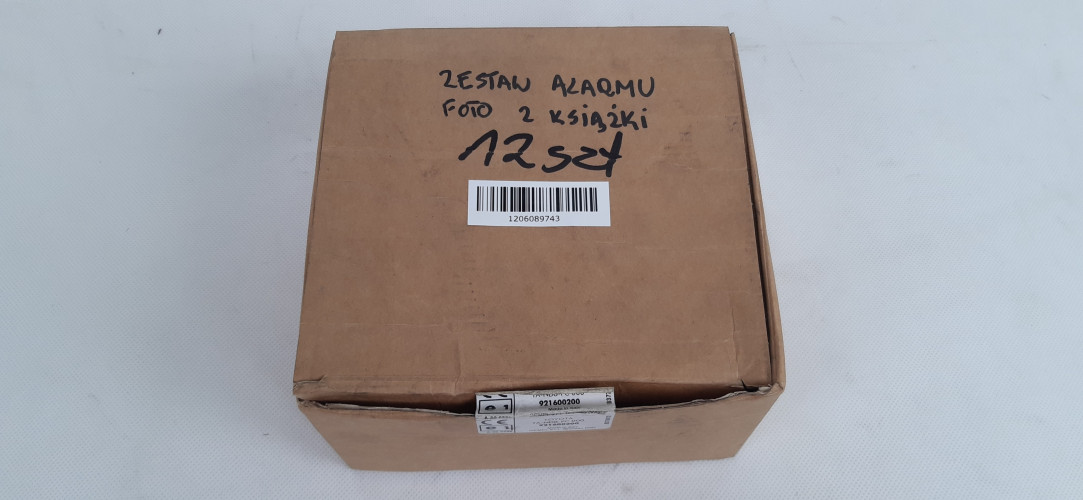 ZESTAW ALARMU
FOTO Z KSIĄŻKI
12 szt
1206089743
921600200